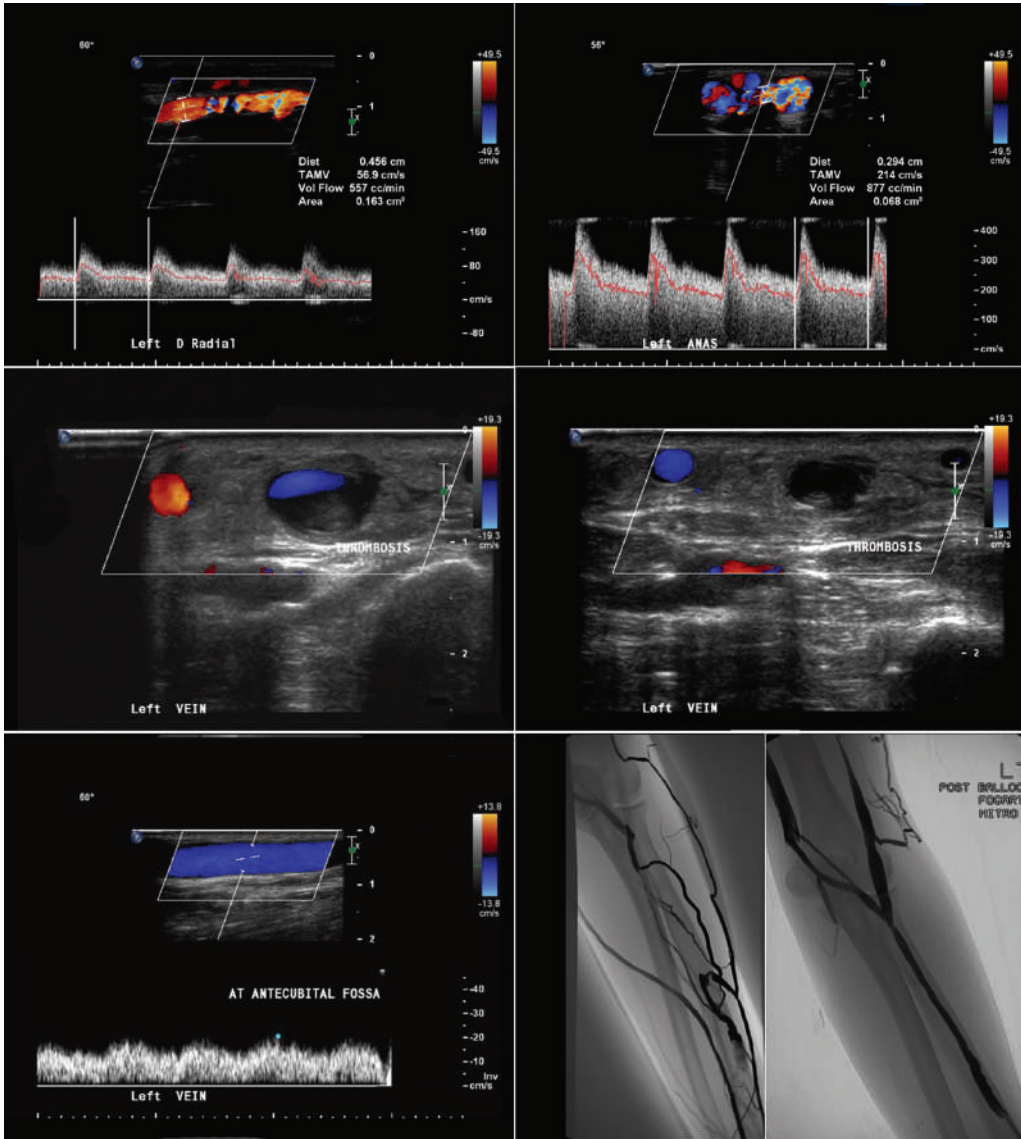 60°
0
1
+49.5
-49.5
cm/s
x
Dist 0.456 cm
TAMV 56.9 cm/s
Vol Flow 557 cc/min
Area 0.163 cm²
160
80
cm/s
-80
Left D Radial
56°
0
1
+49.5
-49.5
cm/s
x
Dist 0.294 cm
TAMV 214 cm/s
Vol Flow 877 cc/min
Area 0.068 cm²
400
300
200
100
cm/s
Left ANAS
0
+19.3
-19.3
cm/s
x
1
THROMBOSIS
2
Left VEIN
0
+19.3
-19.3
cm/s
x
1
THROMBOSIS
2
Left VEIN
60°
0
1
2
+13.8
-13.8
cm/s
x
AT ANTECUBITAL FOSSA
-40
-30
-20
-10
Inv
cm/s
Left VEIN
POST BALLOO
FOGART
NITRO